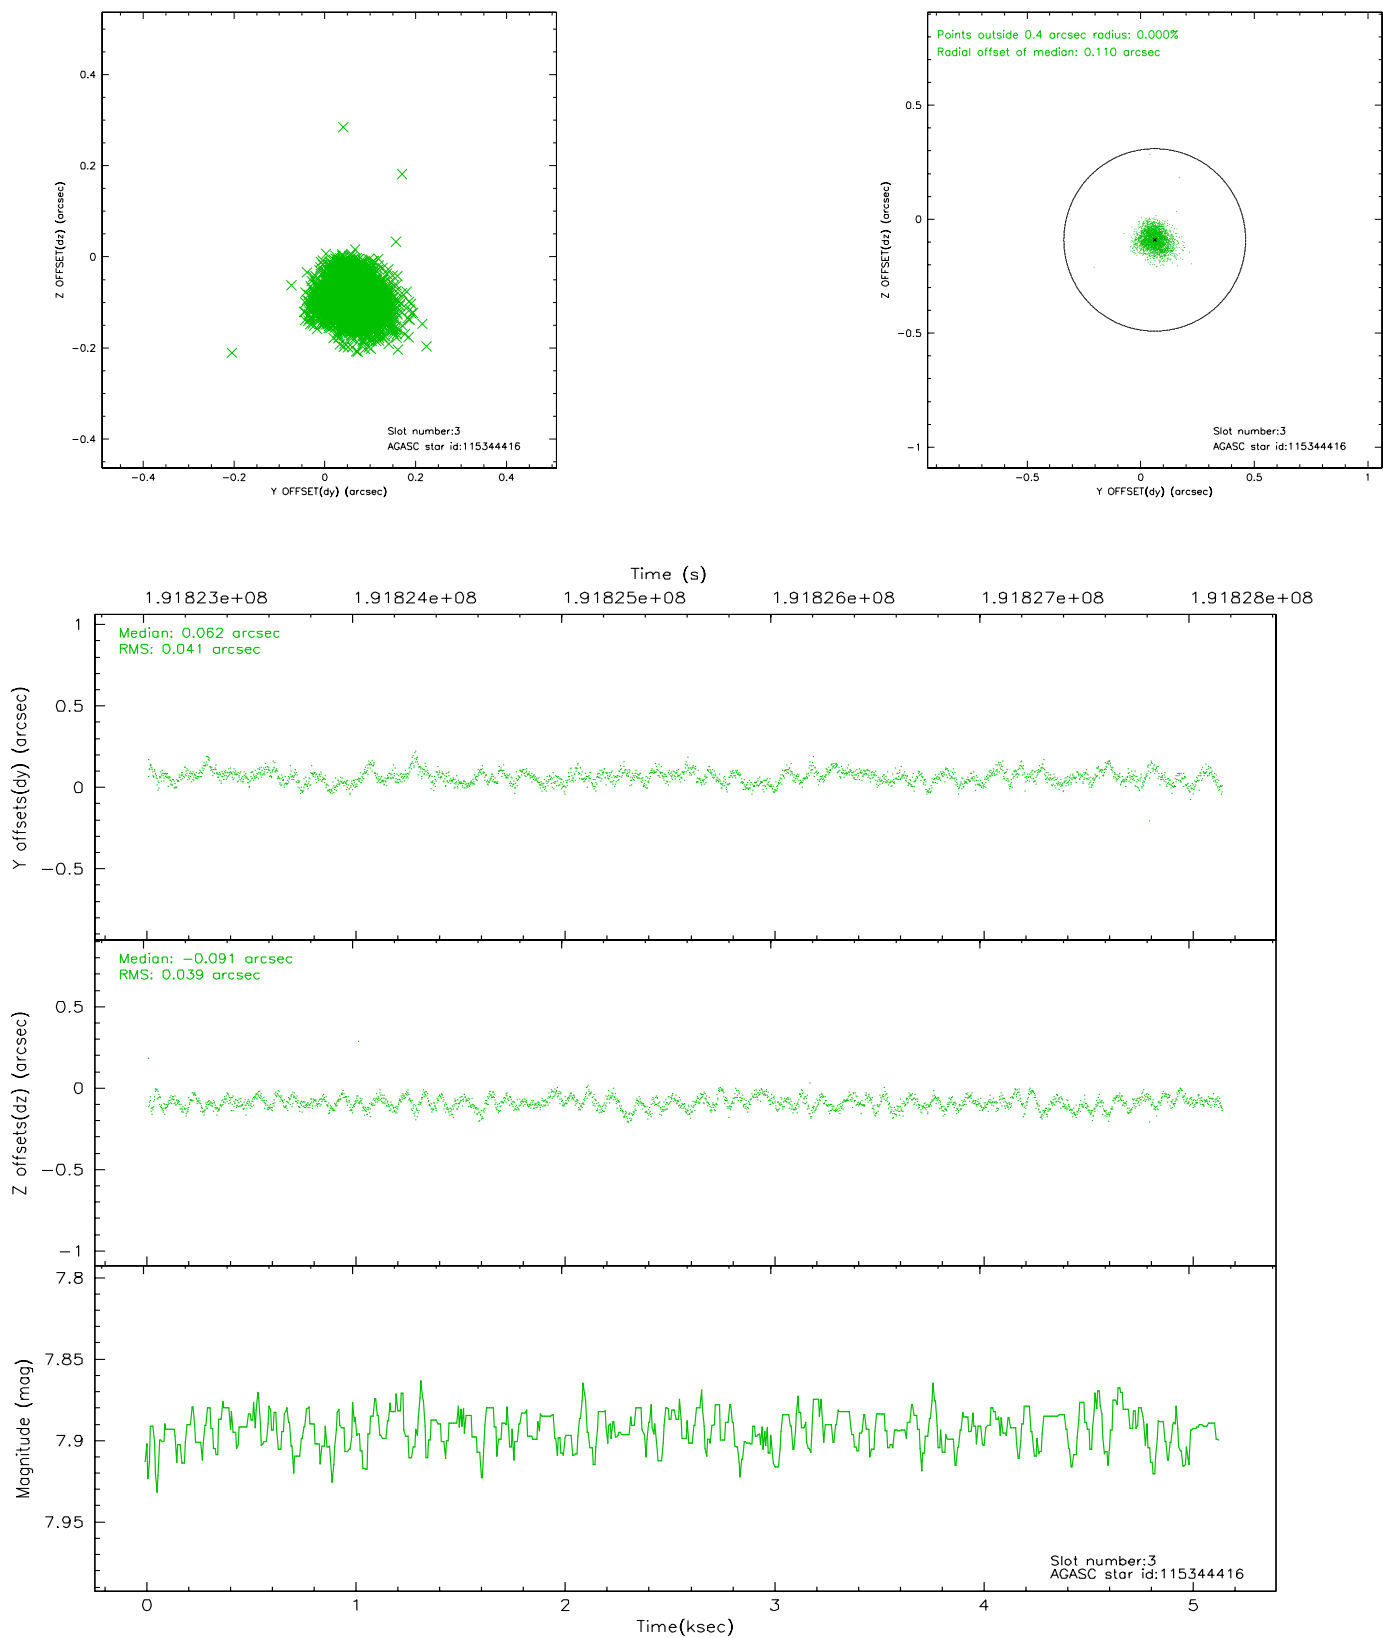 0.4
0.2
0
-0.2
-0.4
Z OFFSET(dz) (arcsec)
Slot number:3
AGASC star id:115344416
-0.4 -0.2 0 0.2 0.4
Y OFFSET(dy) (arcsec)
Points outside 0.4 arcsec radius: 0.000%
Radial offset of median: 0.110 arcsec
0.5
0
-0.5
-1
Z OFFSET(dz) (arcsec)
Slot number:3
AGASC star id:115344416
-0.5 0 0.5 1
Y OFFSET(dy) (arcsec)
Time (s)
1.91823e+08 1.91824e+08 1.91825e+08 1.91826e+08 1.91827e+08 1.91828e+08
Median: 0.062 arcsec
RMS: 0.041 arcsec
1
0.5
0
-0.5
Y offsets(dy) (arcsec)
Median: -0.091 arcsec
RMS: 0.039 arcsec
0.5
0
-0.5
-1
Z offsets(dz) (arcsec)
7.8
7.85
7.9
7.95
Magnitude (mag)
Slot number:3
AGASC star id:115344416
0 1 2 3 4 5
Time(ksec)